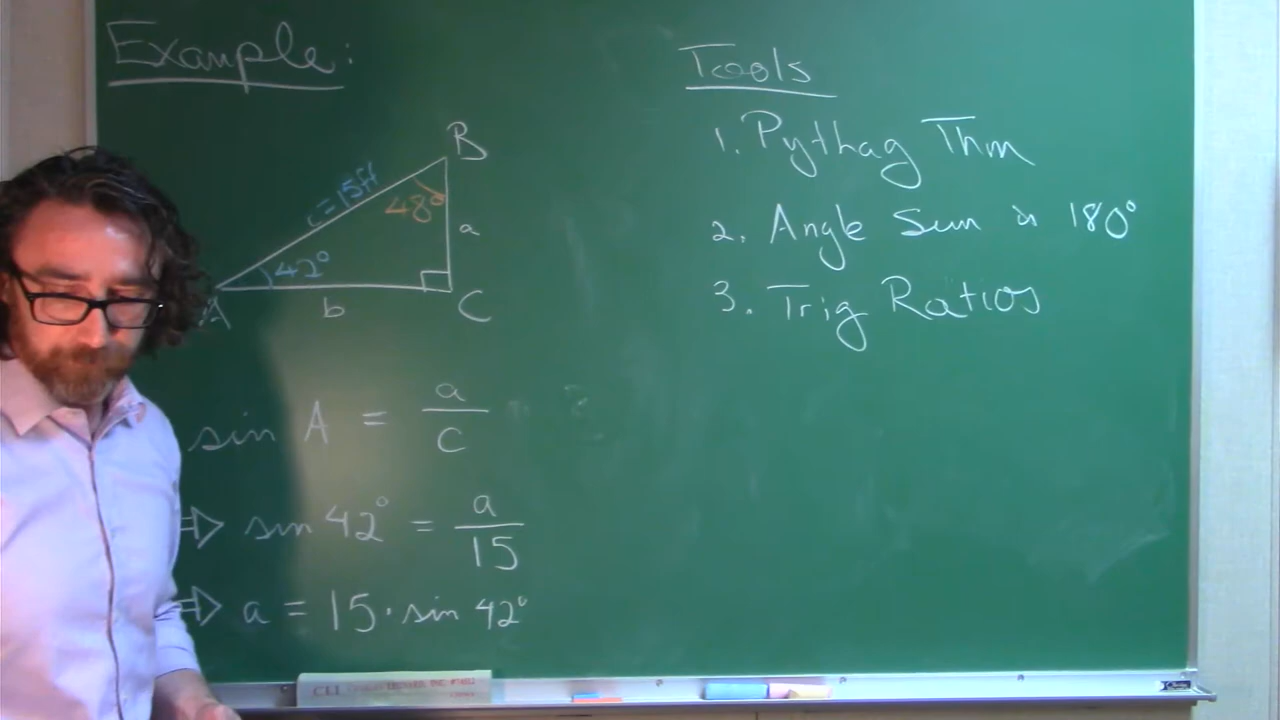 Example:
B
c=15ft
48°
a
42°
A
b
C
sin A = a/c
⇒ sin 42° = a/15
⇒ a = 15·sin 42°
Tools
1. Pythag Thm
2. Angle Sum is 180°
3. Trig Ratios